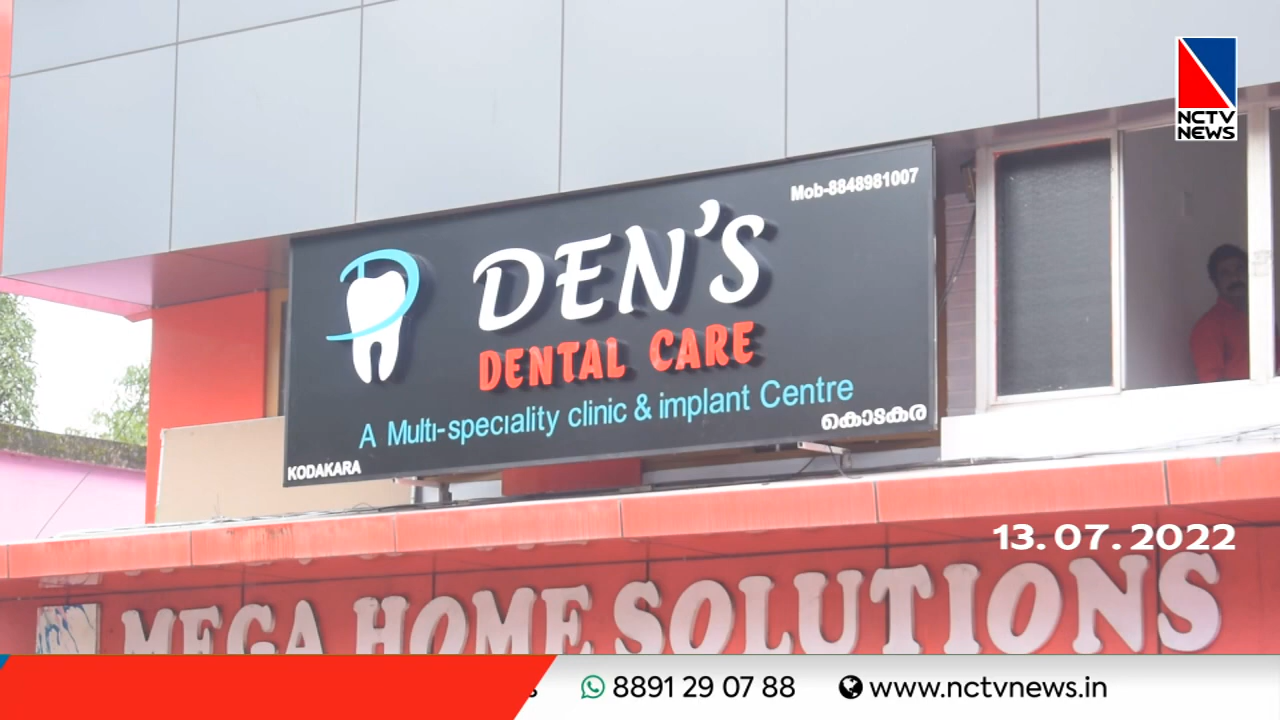 NCTV
NEWS
Mob-8848981007
DEN'S
DENTAL CARE
A Multi-speciality clinic & implant Centre
കൊടകര
KODAKARA
13.07.2022
MEGA HOME SOLUTIONS
8891 29 07 88
www.nctvnews.in